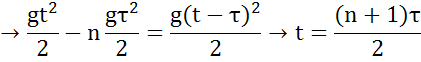 → gt²/2 − n gτ²/2 = g(t − τ)²/2 → t = (n + 1)τ/2